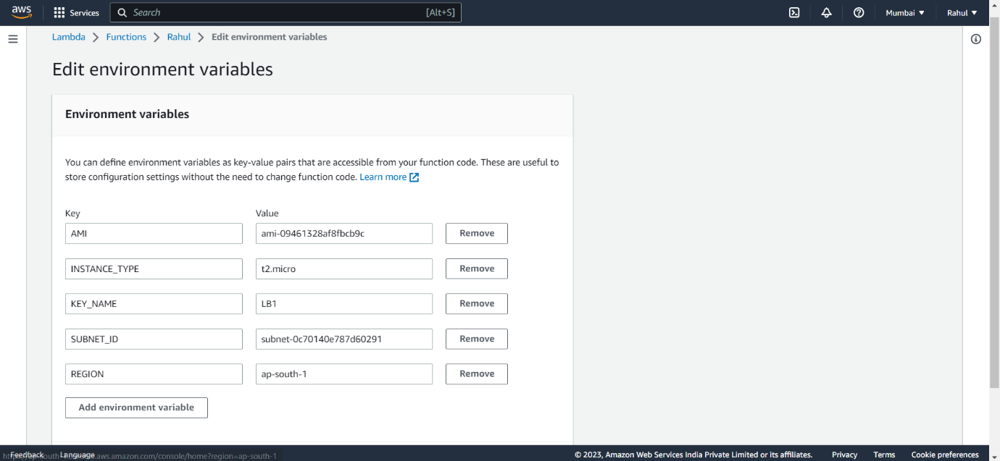 aws
Services
Search
[Alt+S]
Mumbai ▼
Rahul ▼
Lambda > Functions > Rahul > Edit environment variables
Edit environment variables
Environment variables
You can define environment variables as key-value pairs that are accessible from your function code. These are useful to
store configuration settings without the need to change function code. Learn more
Key Value
AMI ami-09461328af8fbcb9c Remove
INSTANCE_TYPE t2.micro Remove
KEY_NAME LB1 Remove
SUBNET_ID subnet-0c70140e787d60291 Remove
REGION ap-south-1 Remove
Add environment variable
Feedback Language
aws.amazon.com/console/home?region=ap-south-1
© 2023, Amazon Web Services India Private Limited or its affiliates. Privacy Terms Cookie preferences